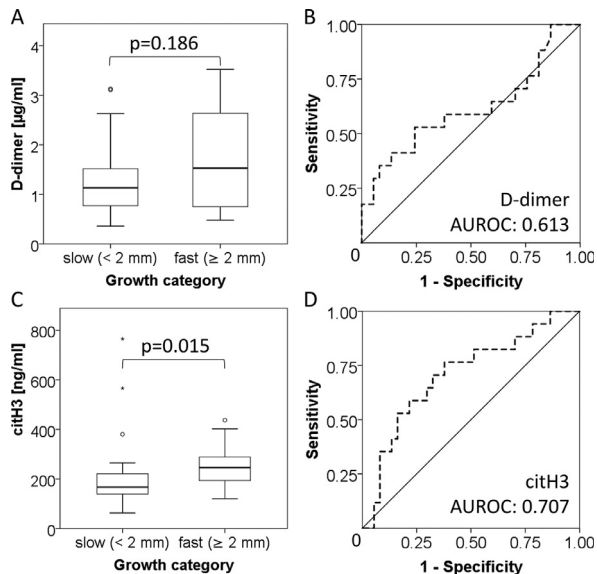 A
D-dimer [µg/ml]
4
3
2
1
0
p=0.186
slow (< 2 mm) fast (≥ 2 mm)
Growth category
B
Sensitivity
1.00
0.75
0.50
0.25
0
D-dimer
AUROC: 0.613
0.25 0.50 0.75 1.00
1 - Specificity
C
citH3 [ng/ml]
800
600
400
200
0
p=0.015
slow (< 2 mm) fast (≥ 2 mm)
Growth category
D
Sensitivity
1.00
0.75
0.50
0.25
0
citH3
AUROC: 0.707
0.25 0.50 0.75 1.00
1 - Specificity